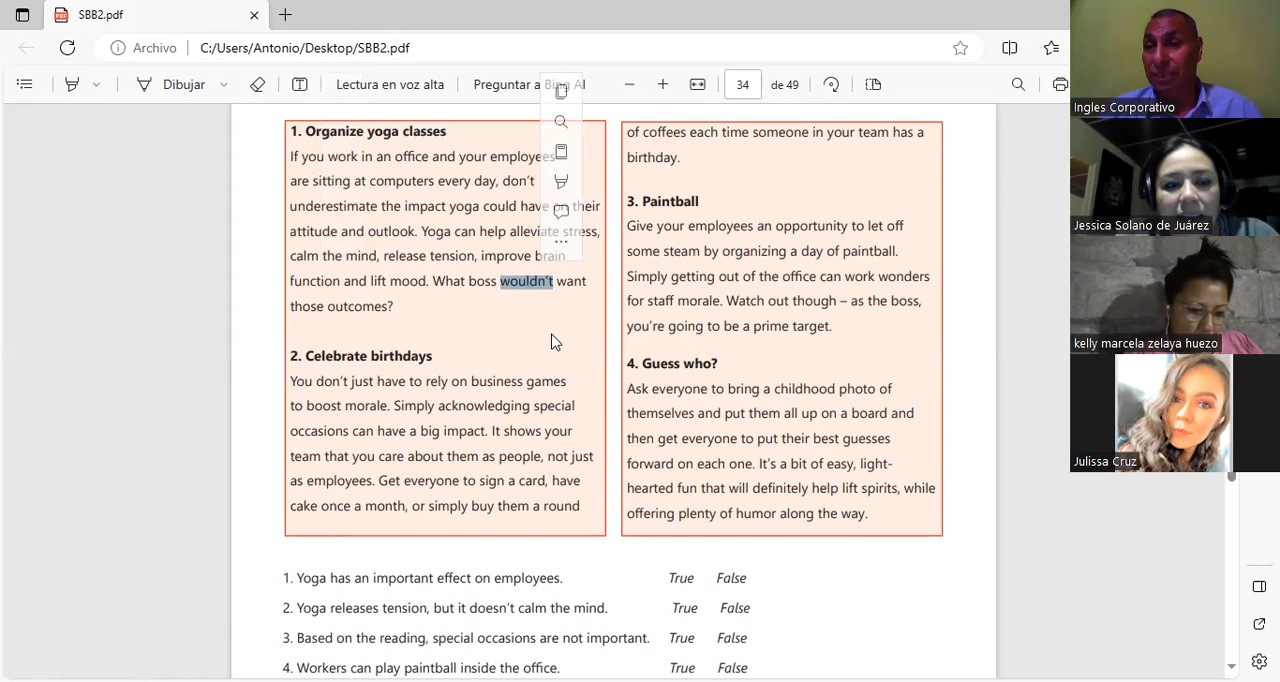 SBB2.pdf
Archivo
C:/Users/Antonio/Desktop/SBB2.pdf
Dibujar
Lectura en voz alta
Preguntar a Bing AI
34
de 49
1. Organize yoga classes
If you work in an office and your employees
are sitting at computers every day, don't
underestimate the impact yoga could have on their
attitude and outlook. Yoga can help alleviate stress,
calm the mind, release tension, improve brain
function and lift mood. What boss wouldn't want
those outcomes?
2. Celebrate birthdays
You don't just have to rely on business games
to boost morale. Simply acknowledging special
occasions can have a big impact. It shows your
team that you care about them as people, not just
as employees. Get everyone to sign a card, have
cake once a month, or simply buy them a round
of coffees each time someone in your team has a
birthday.
3. Paintball
Give your employees an opportunity to let off
some steam by organizing a day of paintball.
Simply getting out of the office can work wonders
for staff morale. Watch out though – as the boss,
you're going to be a prime target.
4. Guess who?
Ask everyone to bring a childhood photo of
themselves and put them all up on a board and
then get everyone to put their best guesses
forward on each one. It's a bit of easy, light-
hearted fun that will definitely help lift spirits, while
offering plenty of humor along the way.
1. Yoga has an important effect on employees. True False
2. Yoga releases tension, but it doesn't calm the mind. True False
3. Based on the reading, special occasions are not important. True False
4. Workers can play paintball inside the office. True False
Ingles Corporativo
Jessica Solano de Juárez
kelly marcela zelaya huezo
Julissa Cruz